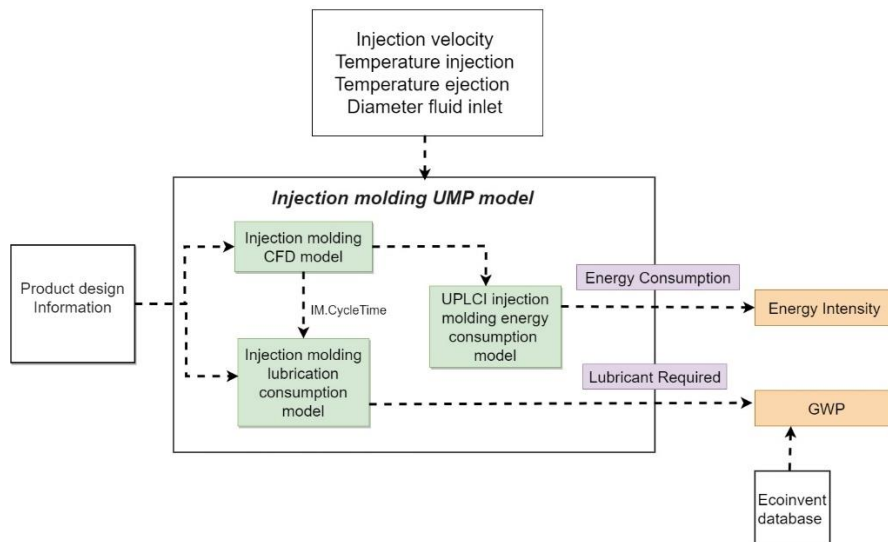 Injection velocity
Temperature injection
Temperature ejection
Diameter fluid inlet
Injection molding UMP model
Injection molding
CFD model
Product design
Information
IM.CycleTime
UPLCI injection
molding energy
consumption
model
Energy Consumption
Energy Intensity
Injection molding
lubrication
consumption
model
Lubricant Required
GWP
Ecoinvent
database